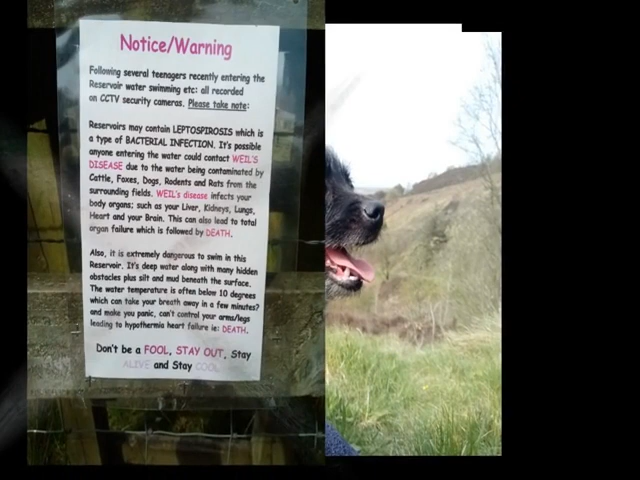 Notice/Warning
Following several teenagers recently entering the
Reservoir water swimming etc: all recorded
on CCTV security cameras. Please take note:
Reservoirs may contain LEPTOSPIROSIS which is
a type of BACTERIAL INFECTION. It's possible
anyone entering the water could contact WEIL'S
DISEASE due to the water being contaminated by
Cattle, Foxes, Dogs, Rodents and Rats from the
surrounding fields. WEIL's disease infects your
body organs; such as your Liver, Kidneys, Lungs,
Heart and your Brain. This can also lead to total
organ failure which is followed by DEATH.
Also, it is extremely dangerous to swim in this
Reservoir. It's deep water along with many hidden
obstacles plus silt and mud beneath the surface.
The water temperature is often below 10 degrees
which can take your breath away in a few minutes?
and make you panic, can't control your arms/legs
leading to hypothermia heart failure ie: DEATH.
Don't be a FOOL, STAY OUT, Stay
ALIVE and Stay COOL